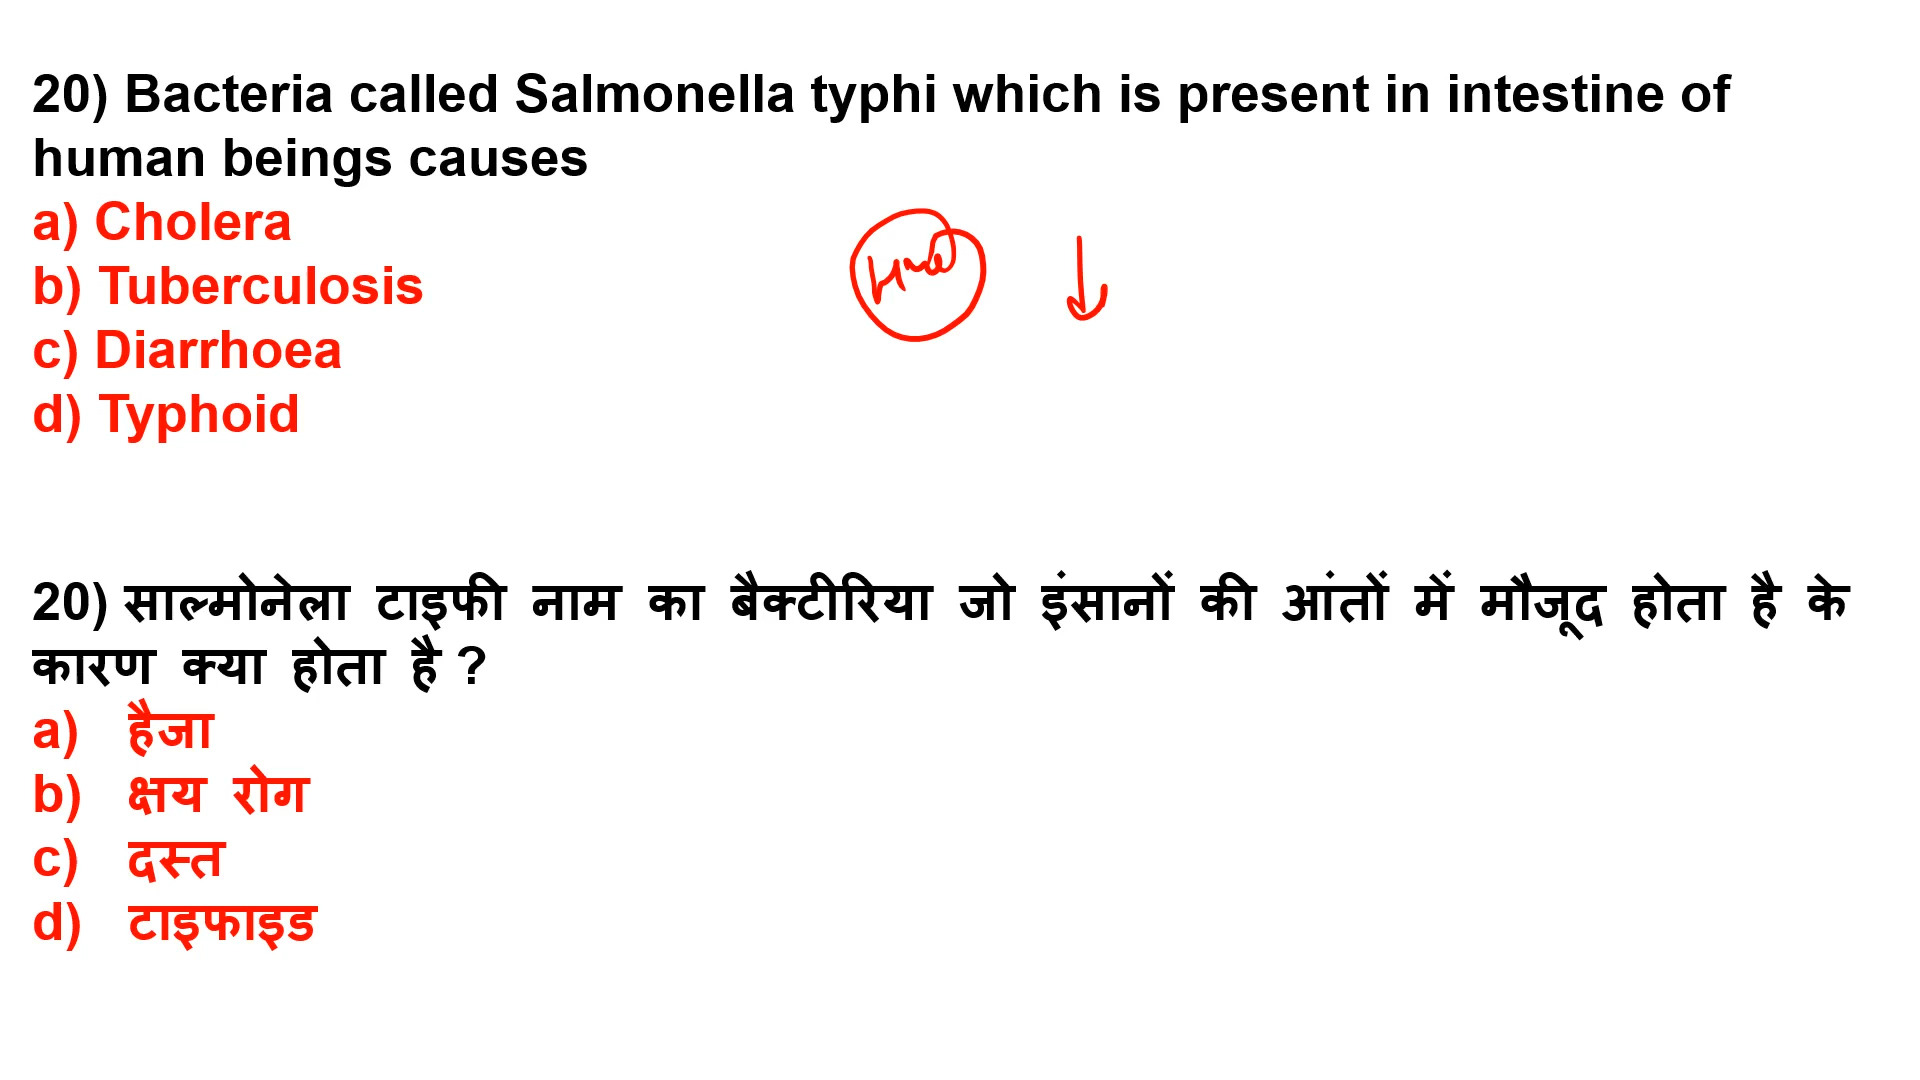 20) Bacteria called Salmonella typhi which is present in intestine of
human beings causes
a) Cholera
b) Tuberculosis
c) Diarrhoea
d) Typhoid
20) साल्मोनेला टाइफी नाम का बैक्टीरिया जो इंसानों की आंतों में मौजूद होता है के
कारण क्या होता है ?
a) हैजा
b) क्षय रोग
c) दस्त
d) टाइफाइड